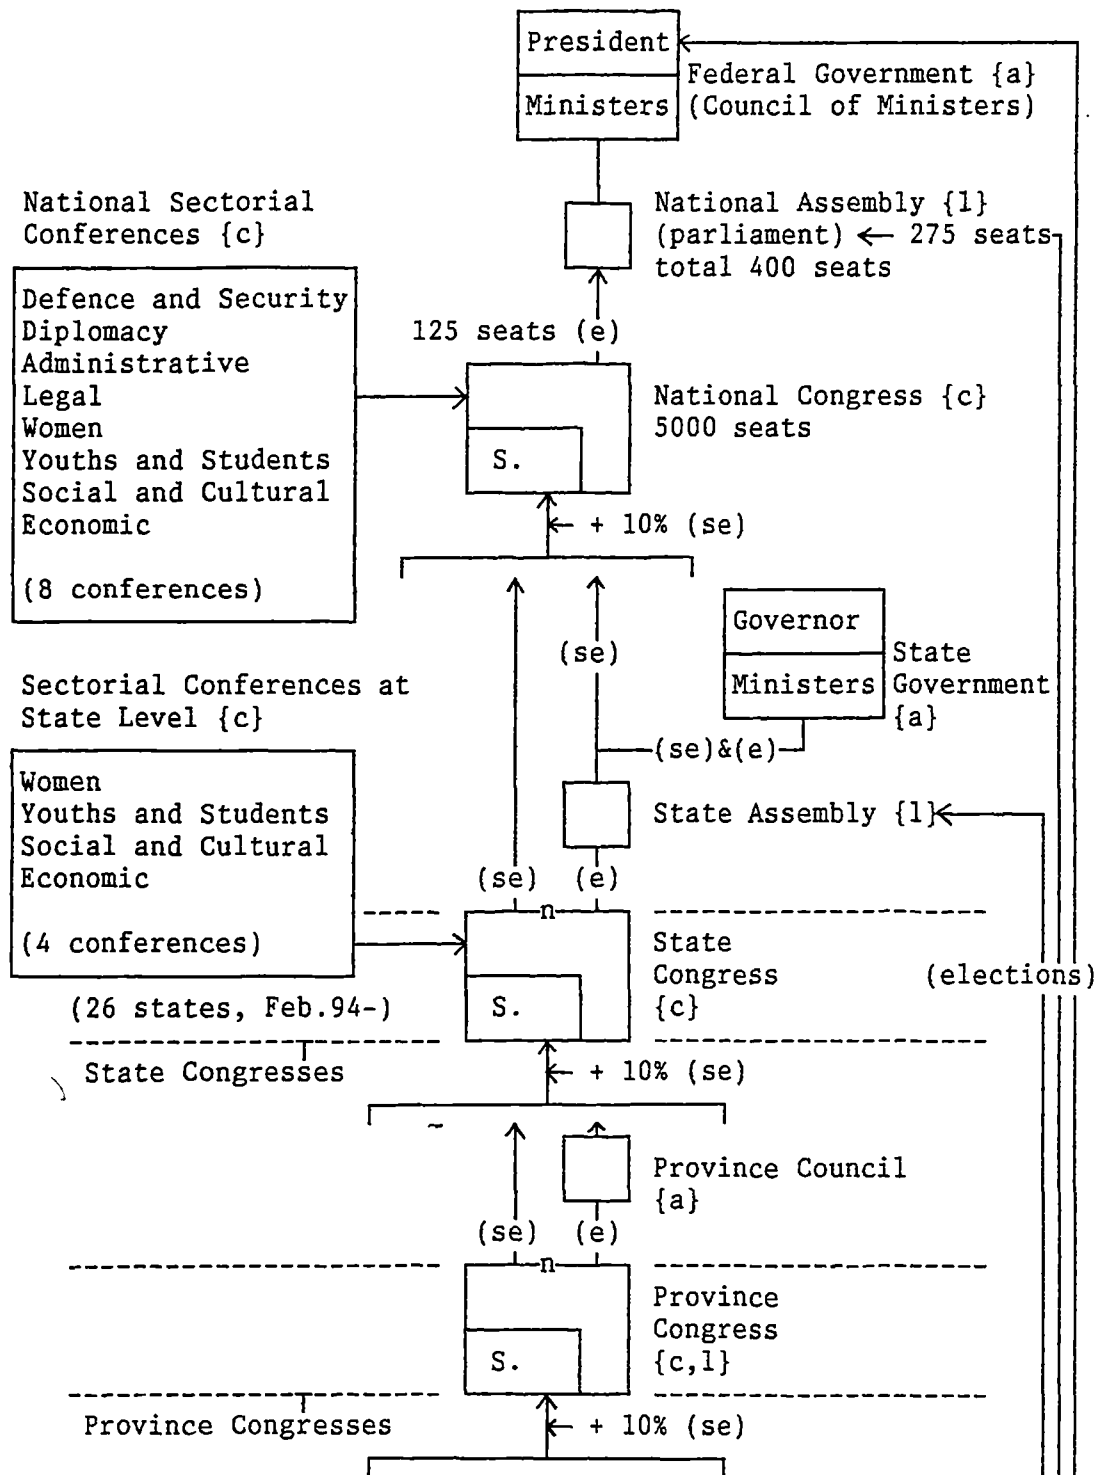 President
Federal Government {a}
Ministers
(Council of Ministers)
National Sectorial
Conferences {c}
National Assembly {l}
(parliament) ← 275 seats
total 400 seats
Defence and Security
Diplomacy
Administrative
Legal
Women
Youths and Students
Social and Cultural
Economic
(8 conferences)
125 seats (e)
National Congress {c}
5000 seats
S.
+ 10% (se)
(se)
Governor
Ministers
State
Government
{a}
Sectorial Conferences at
State Level {c}
(se)&(e)
Women
Youths and Students
Social and Cultural
Economic
(4 conferences)
State Assembly {l}
(se) (e)
n
State
Congress
{c}
(elections)
S.
(26 states, Feb.94-)
State Congresses
+ 10% (se)
Province Council
{a}
(se) (e)
n
Province
Congress
{c,l}
S.
Province Congresses
+ 10% (se)